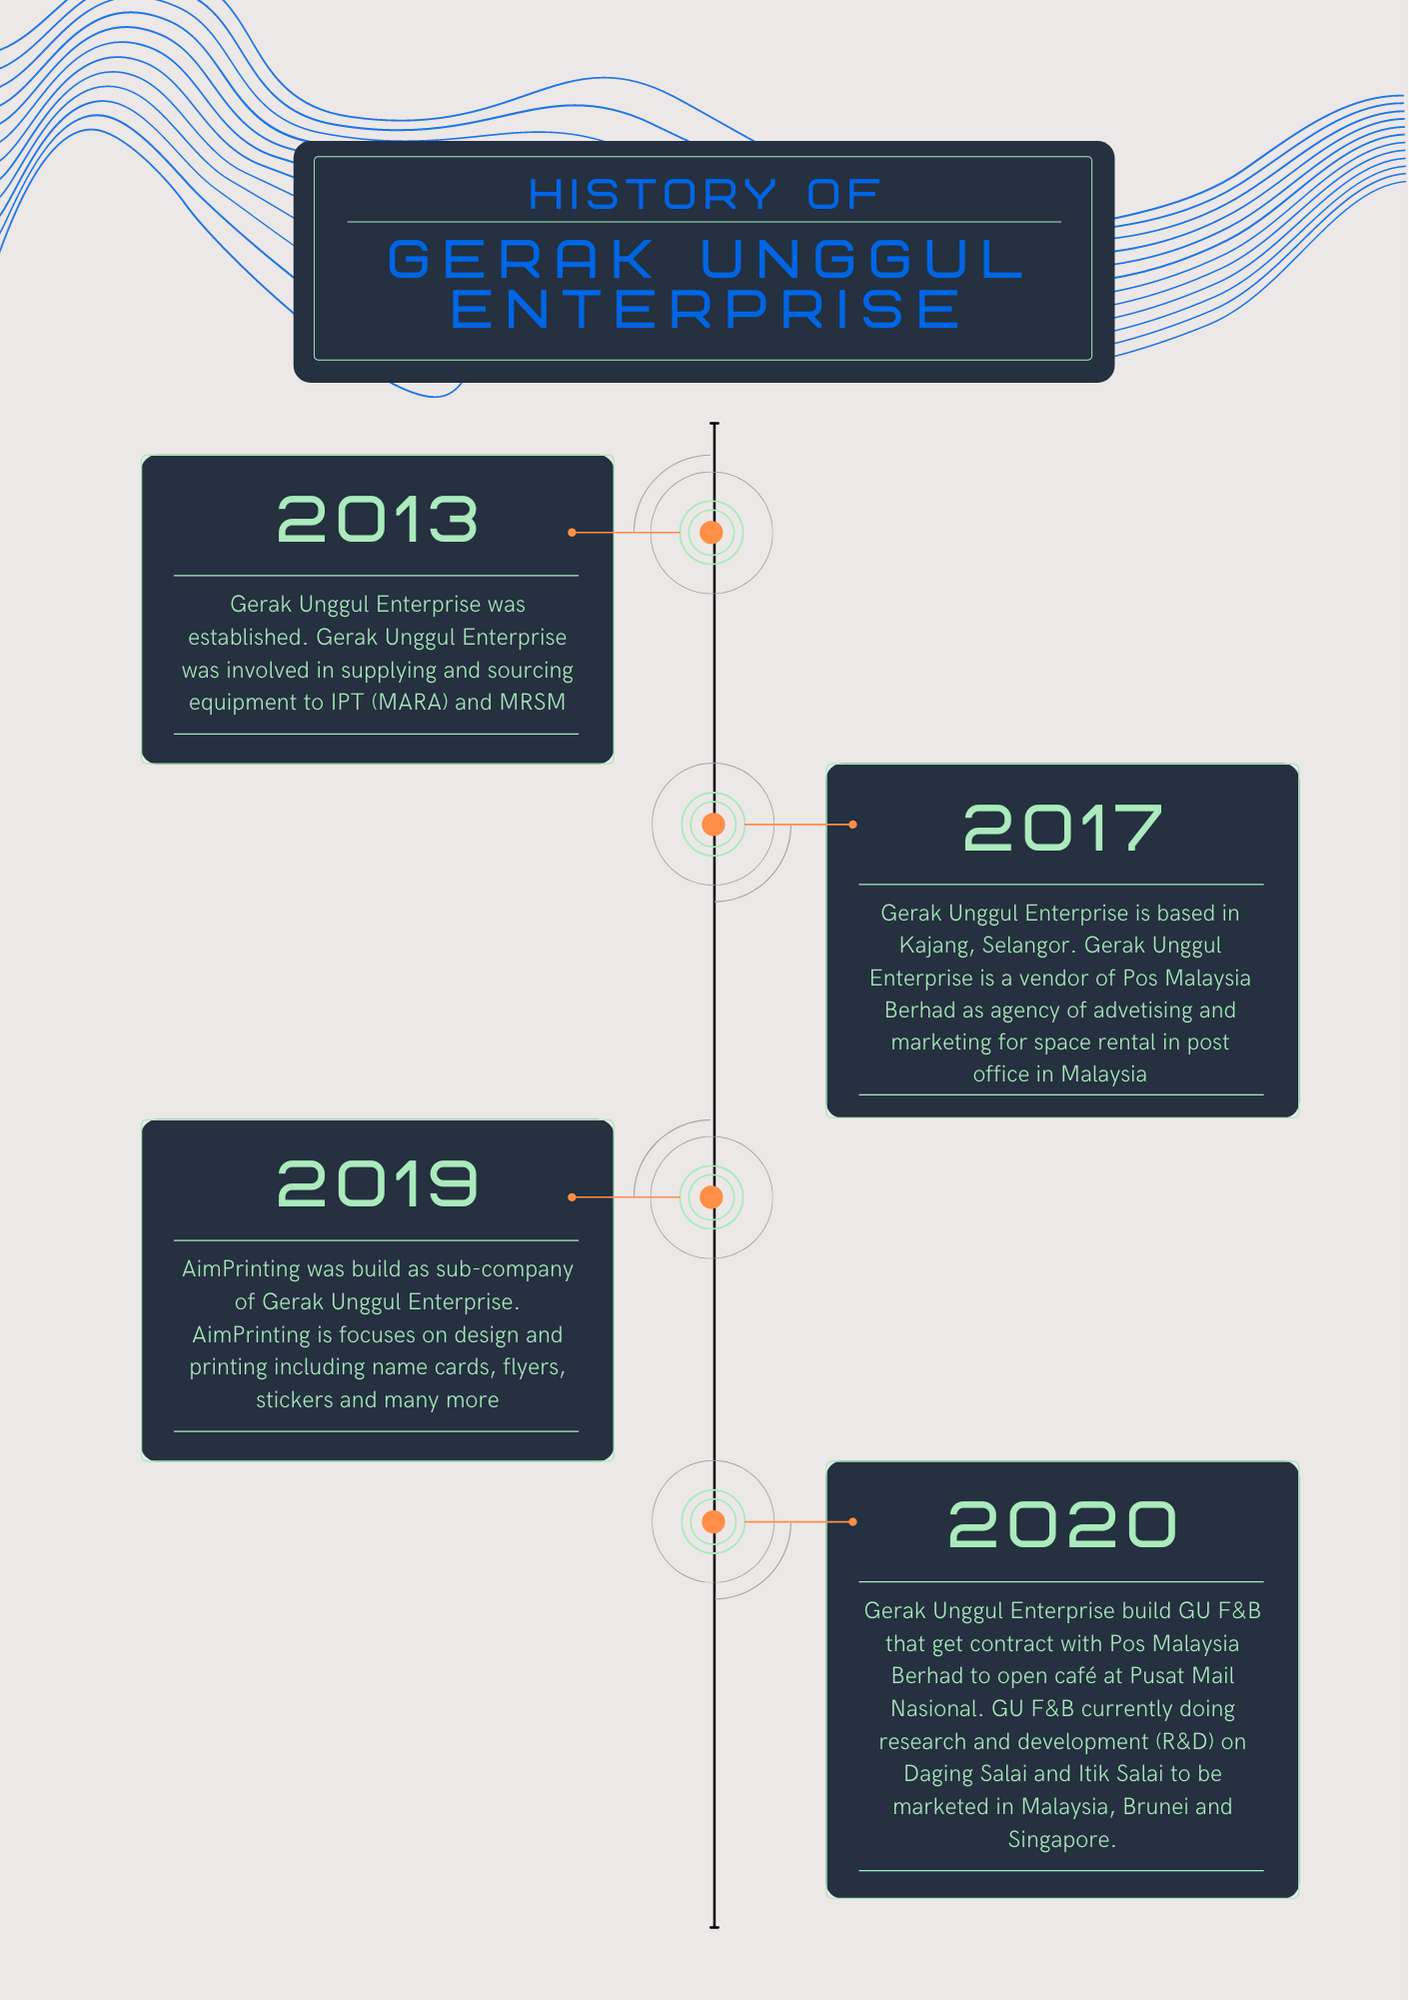 HISTORY OF
GERAK UNGGUL
ENTERPRISE
2013
Gerak Unggul Enterprise was
established. Gerak Unggul Enterprise
was involved in supplying and sourcing
equipment to IPT (MARA) and MRSM
2017
Gerak Unggul Enterprise is based in
Kajang, Selangor. Gerak Unggul
Enterprise is a vendor of Pos Malaysia
Berhad as agency of advetising and
marketing for space rental in post
office in Malaysia
2019
AimPrinting was build as sub-company
of Gerak Unggul Enterprise.
AimPrinting is focuses on design and
printing including name cards, flyers,
stickers and many more
2020
Gerak Unggul Enterprise build GU F&B
that get contract with Pos Malaysia
Berhad to open café at Pusat Mail
Nasional. GU F&B currently doing
research and development (R&D) on
Daging Salai and Itik Salai to be
marketed in Malaysia, Brunei and
Singapore.